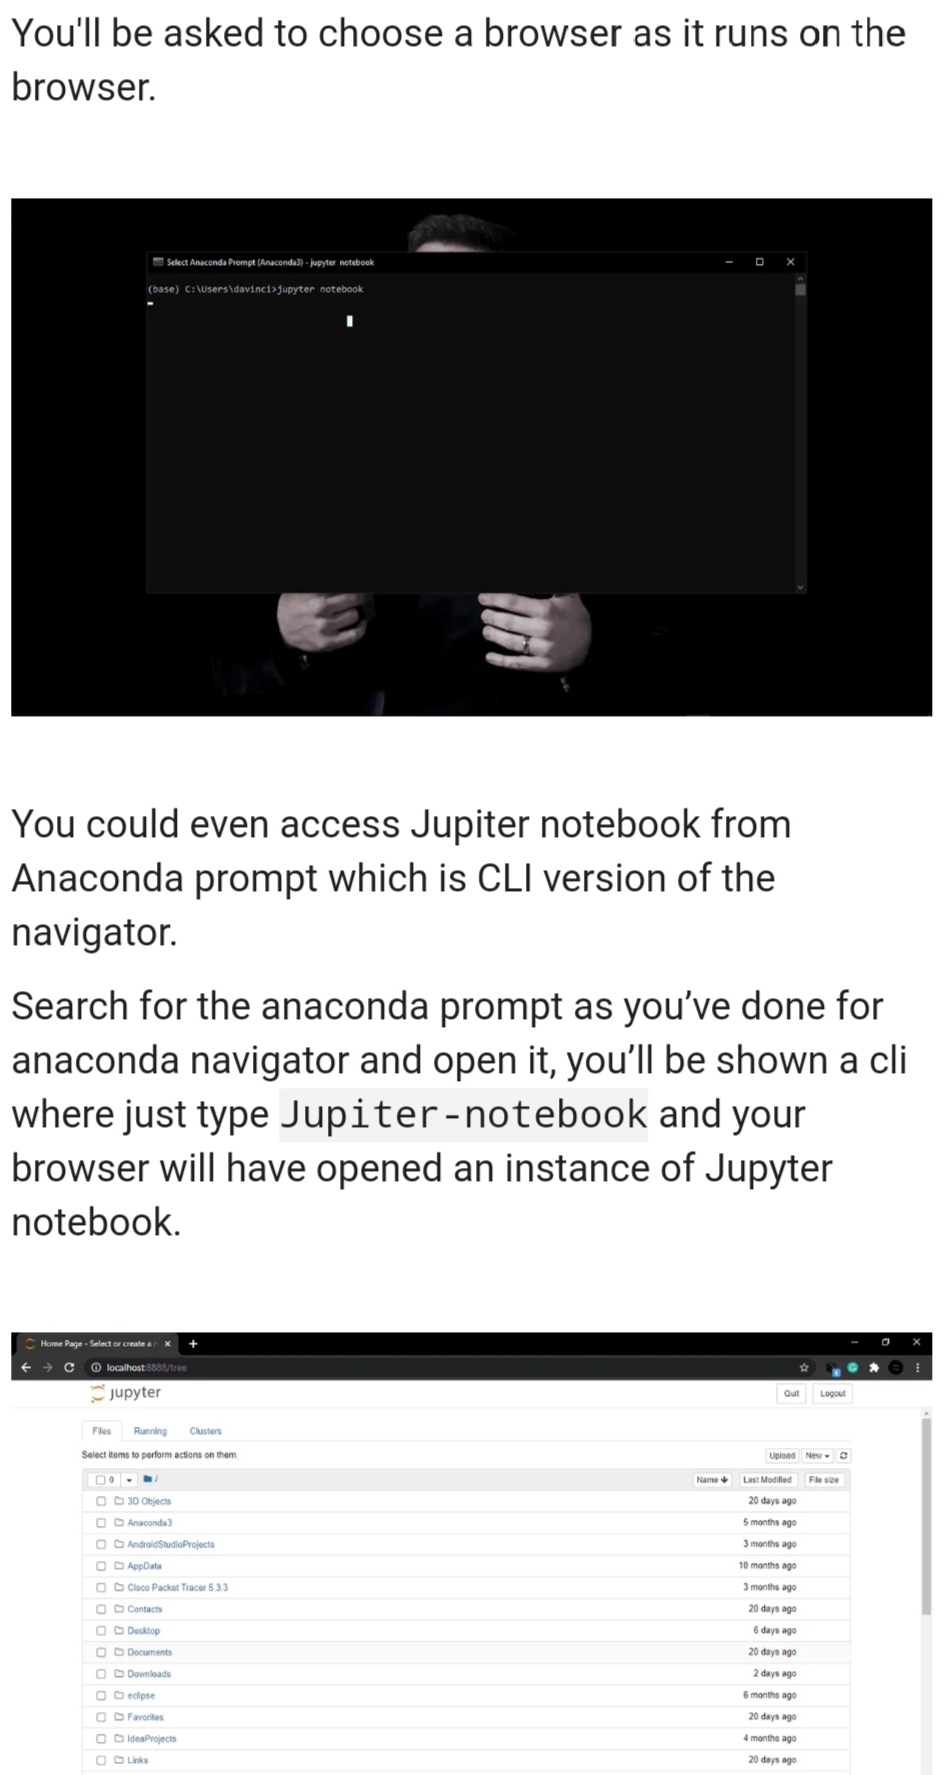 You'll be asked to choose a browser as it runs on the
browser.
Select Anaconda Prompt (Anaconda3) - jupyter notebook
(base) C:\Users\davinci>jupyter notebook
You could even access Jupiter notebook from
Anaconda prompt which is CLI version of the
navigator.
Search for the anaconda prompt as you’ve done for
anaconda navigator and open it, you’ll be shown a cli
where just type Jupiter-notebook and your
browser will have opened an instance of Jupyter
notebook.
Home Page - Select or create a
localhost:8888/tree
jupyter Quit Logout
Files Running Clusters
Select items to perform actions on them. Upload New
0 / Name Last Modified File size
3D Objects 20 days ago
Anaconda3 5 months ago
AndroidStudioProjects 3 months ago
AppData 10 months ago
Cisco Packet Tracer 5.3.3 3 months ago
Contacts 20 days ago
Desktop 6 days ago
Documents 20 days ago
Downloads 2 days ago
eclipse 6 months ago
Favorites 20 days ago
IdeaProjects 4 months ago
Links 20 days ago